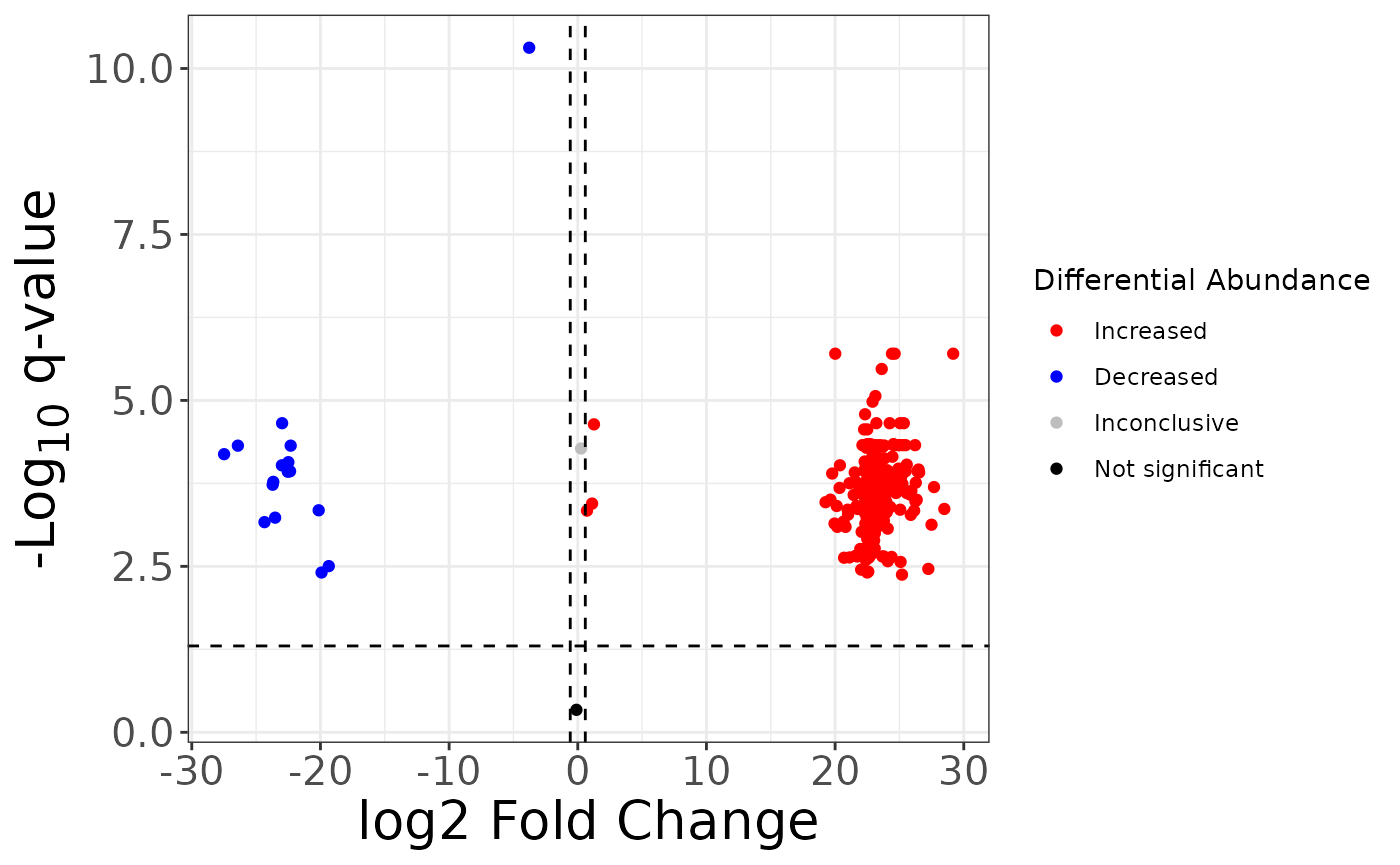 10.0
7.5
5.0
2.5
0.0
-Log10 q-value
-30 -20 -10 0 10 20 30
log2 Fold Change
Differential Abundance
Increased
Decreased
Inconclusive
Not significant